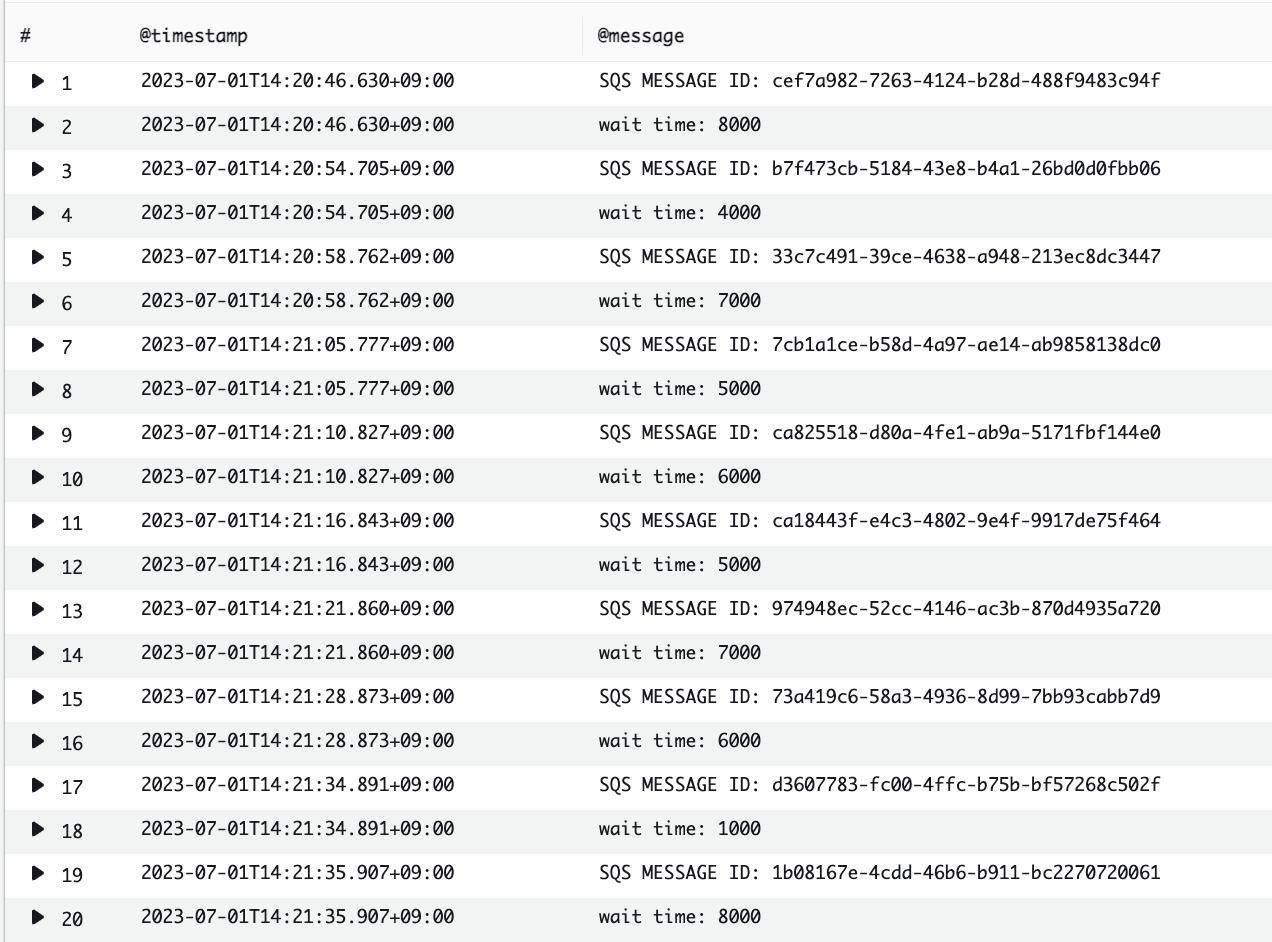 # @timestamp @message
1 2023-07-01T14:20:46.630+09:00 SQS MESSAGE ID: cef7a982-7263-4124-b28d-488f9483c94f
2 2023-07-01T14:20:46.630+09:00 wait time: 8000
3 2023-07-01T14:20:54.705+09:00 SQS MESSAGE ID: b7f473cb-5184-43e8-b4a1-26bd0d0fbb06
4 2023-07-01T14:20:54.705+09:00 wait time: 4000
5 2023-07-01T14:20:58.762+09:00 SQS MESSAGE ID: 33c7c491-39ce-4638-a948-213ec8dc3447
6 2023-07-01T14:20:58.762+09:00 wait time: 7000
7 2023-07-01T14:21:05.777+09:00 SQS MESSAGE ID: 7cb1a1ce-b58d-4a97-ae14-ab9858138dc0
8 2023-07-01T14:21:05.777+09:00 wait time: 5000
9 2023-07-01T14:21:10.827+09:00 SQS MESSAGE ID: ca825518-d80a-4fe1-ab9a-5171fbf144e0
10 2023-07-01T14:21:10.827+09:00 wait time: 6000
11 2023-07-01T14:21:16.843+09:00 SQS MESSAGE ID: ca18443f-e4c3-4802-9e4f-9917de75f464
12 2023-07-01T14:21:16.843+09:00 wait time: 5000
13 2023-07-01T14:21:21.860+09:00 SQS MESSAGE ID: 974948ec-52cc-4146-ac3b-870d4935a720
14 2023-07-01T14:21:21.860+09:00 wait time: 7000
15 2023-07-01T14:21:28.873+09:00 SQS MESSAGE ID: 73a419c6-58a3-4936-8d99-7bb93cabb7d9
16 2023-07-01T14:21:28.873+09:00 wait time: 6000
17 2023-07-01T14:21:34.891+09:00 SQS MESSAGE ID: d3607783-fc00-4ffc-b75b-bf57268c502f
18 2023-07-01T14:21:34.891+09:00 wait time: 1000
19 2023-07-01T14:21:35.907+09:00 SQS MESSAGE ID: 1b08167e-4cdd-46b6-b911-bc2270720061
20 2023-07-01T14:21:35.907+09:00 wait time: 8000